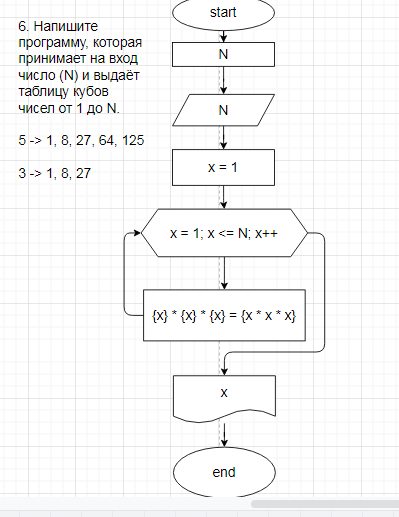 start
6. Напишите
программу, которая
принимает на вход
число (N) и выдаёт
таблицу кубов
чисел от 1 до N.
5 -> 1, 8, 27, 64, 125
3 -> 1, 8, 27
N
N
x = 1
x = 1; x <= N; x++
{x} * {x} * {x} = {x * x * x}
x
end